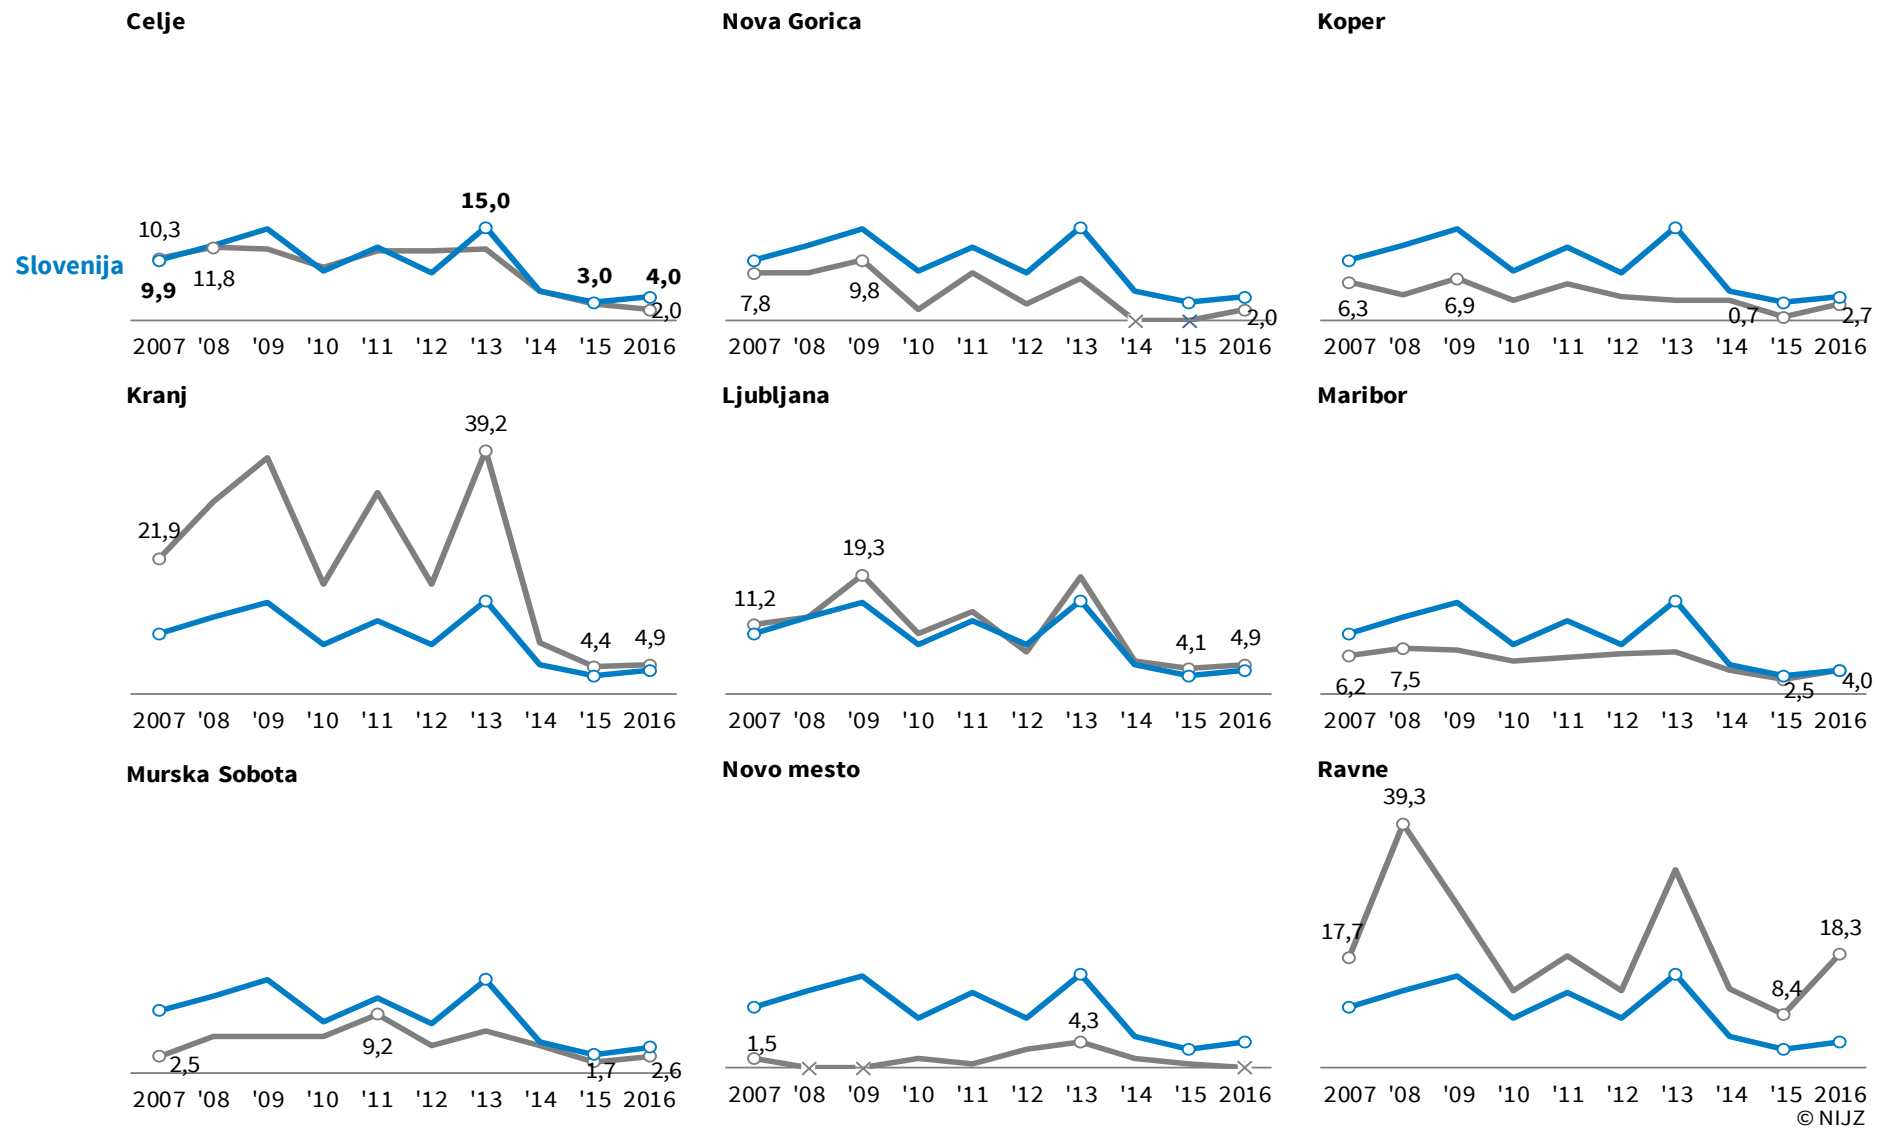 Celje
Nova Gorica
Koper
Slovenija
10,3
9,9
11,8
15,0
3,0
4,0
2,0
2007 '08 '09 '10 '11 '12 '13 '14 '15 2016
7,8
9,8
2,0
2007 '08 '09 '10 '11 '12 '13 '14 '15 2016
6,3
6,9
0,7
2,7
2007 '08 '09 '10 '11 '12 '13 '14 '15 2016
Kranj
Ljubljana
Maribor
21,9
39,2
4,4
4,9
2007 '08 '09 '10 '11 '12 '13 '14 '15 2016
11,2
19,3
4,1
4,9
2007 '08 '09 '10 '11 '12 '13 '14 '15 2016
6,2
7,5
2,5
4,0
2007 '08 '09 '10 '11 '12 '13 '14 '15 2016
Murska Sobota
Novo mesto
Ravne
2,5
9,2
1,7
2,6
2007 '08 '09 '10 '11 '12 '13 '14 '15 2016
1,5
4,3
2007 '08 '09 '10 '11 '12 '13 '14 '15 2016
17,7
39,3
8,4
18,3
2007 '08 '09 '10 '11 '12 '13 '14 '15 2016
© NIJZ